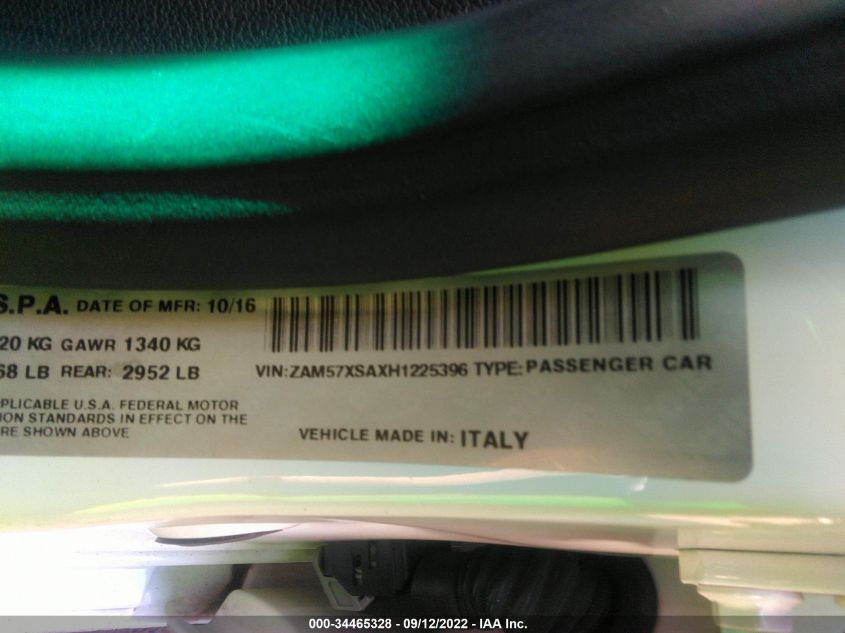 S.P.A. DATE OF MFR: 10/16
20 KG GAWR 1340 KG
68 LB REAR: 2952 LB
VIN:ZAM57XSAXH1225396 TYPE:PASSENGER CAR
PLICABLE U.S.A. FEDERAL MOTOR
ION STANDARDS IN EFFECT ON THE
RE SHOWN ABOVE
VEHICLE MADE IN: ITALY
000-34465328 - 09/12/2022 - IAA Inc.